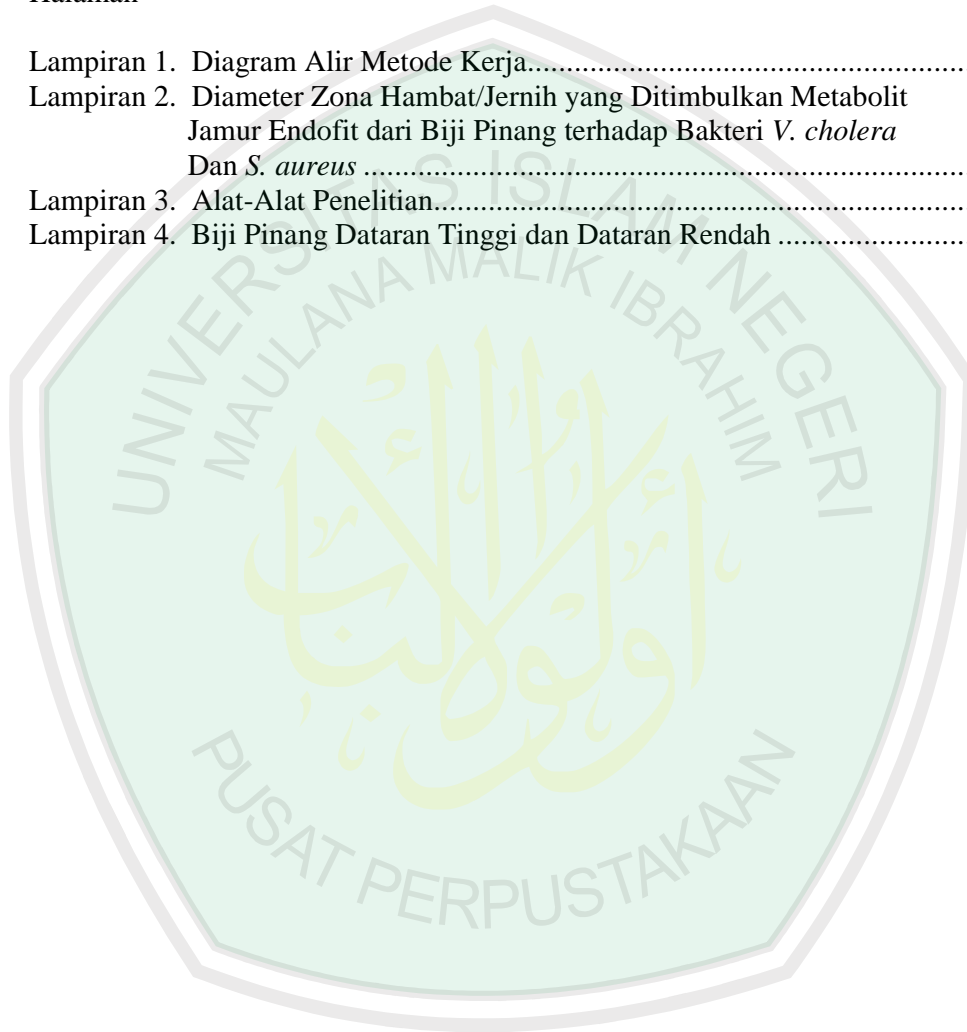 Halaman
Lampiran 1. Diagram Alir Metode Kerja....................................................
Lampiran 2. Diameter Zona Hambat/Jernih yang Ditimbulkan Metabolit
Jamur Endofit dari Biji Pinang terhadap Bakteri V. cholera
Dan S. aureus ..........................................................................
Lampiran 3. Alat-Alat Penelitian................................................................
Lampiran 4. Biji Pinang Dataran Tinggi dan Dataran Rendah ........................
UNIVERSITAS ISLAM NEGERI
MAULANA MALIK IBRAHIM
PUSAT PERPUSTAKAAN